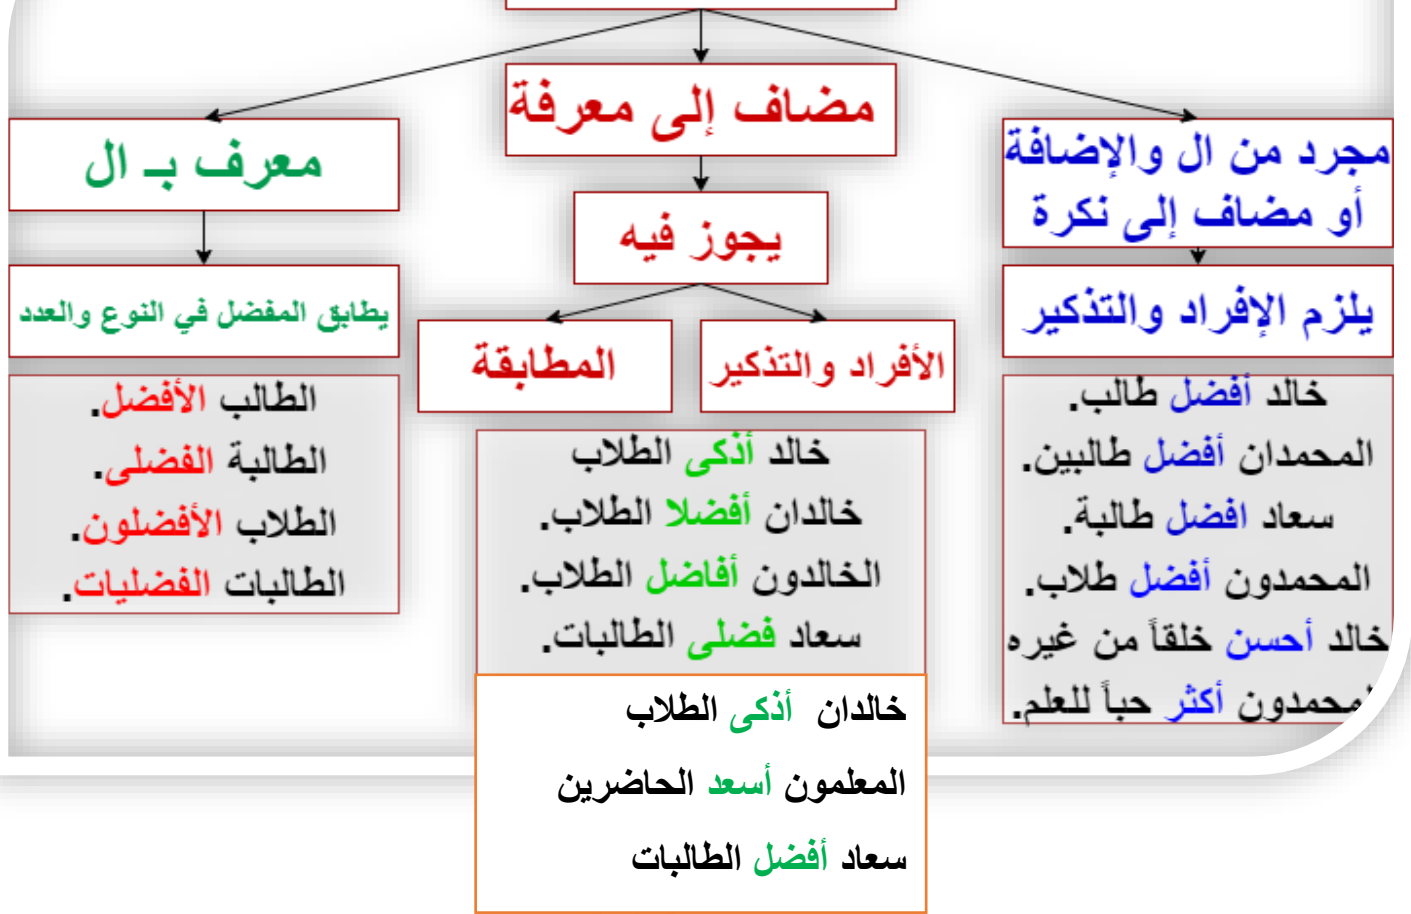 مضاف إلى معرفة
مجرد من ال والإضافة
أو مضاف إلى نكرة
معرف بـ ال
يجوز فيه
يلزم الإفراد والتذكير
يطابق المفضل في النوع والعدد
الأفراد والتذكير
المطابقة
خالد أفضل طالب.
المحمدان أفضل طالبين.
سعاد افضل طالبة.
المحمدون أفضل طلاب.
خالد أحسن خلقاً من غيره
لمحمدون أكثر حباً للعلم.
خالد أذكى الطلاب
خالدان أفضلا الطلاب.
الخالدون أفاضل الطلاب.
سعاد فضلى الطالبات.
خالدان أذكى الطلاب
المعلمون أسعد الحاضرين
سعاد أفضل الطالبات
الطالب الأفضل.
الطالبة الفضلى.
الطلاب الأفضلون.
الطالبات الفضليات.